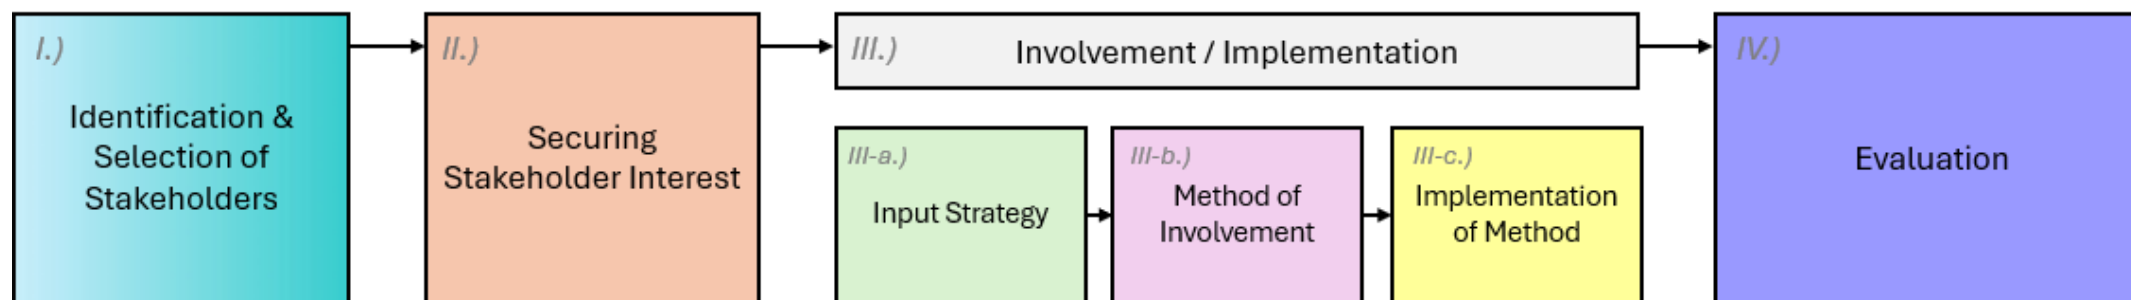 I.)
Identification &
Selection of
Stakeholders
II.)
Securing
Stakeholder Interest
III.)
Involvement / Implementation
III-a.)
Input Strategy
III-b.)
Method of
Involvement
III-c.)
Implementation
of Method
IV.)
Evaluation